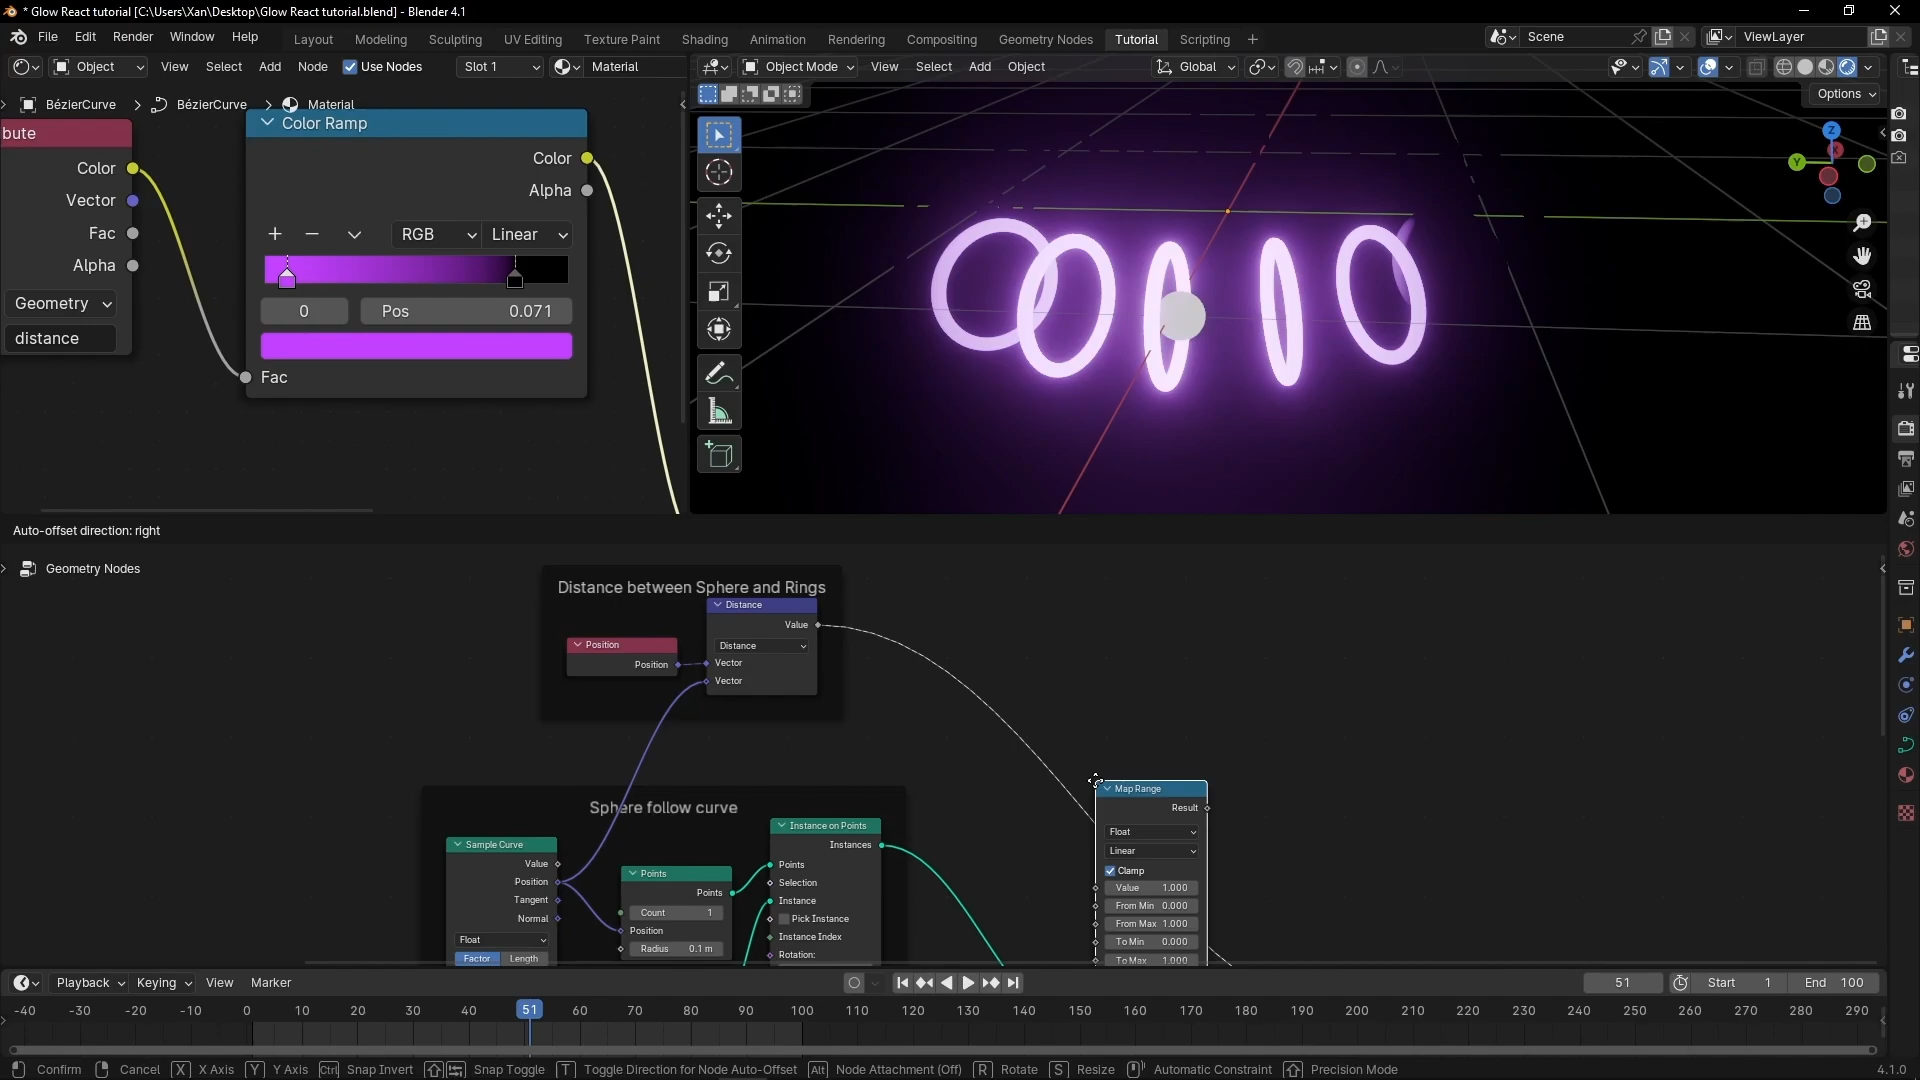 * Glow React tutorial [C:\Users\Xan\Desktop\Glow React tutorial.blend] - Blender 4.1
File Edit Render Window Help Layout Modeling Sculpting UV Editing Texture Paint Shading Animation Rendering Compositing Geometry Nodes Tutorial Scripting + Scene ViewLayer
Object View Select Add Node Use Nodes Slot 1 Material
Object Mode View Select Add Object Global
Options
BézierCurve > BézierCurve > Material
bute
Color
Vector
Fac
Alpha
Geometry
distance
Color Ramp
Color
Alpha
RGB Linear
0 Pos 0.071
Fac
Z
Y
X
Auto-offset direction: right
Geometry Nodes
Distance between Sphere and Rings
Position
Position
Distance
Value
Distance
Vector
Vector
Sphere follow curve
Sample Curve
Value
Position
Tangent
Normal
Float
Factor Length
Points
Points
Count 1
Position
Radius 0.1 m
Instance on Points
Instances
Points
Selection
Instance
Pick Instance
Instance Index
Rotation:
Map Range
Result
Float
Linear
Clamp
Value 1.000
From Min 0.000
From Max 1.000
To Min 0.000
To Max 1.000
Playback Keying View Marker 51 Start 1 End 100
-40 -30 -20 -10 0 10 20 30 40 51 60 70 80 90 100 110 120 130 140 150 160 170 180 190 200 210 220 230 240 250 260 270 280 290
Confirm Cancel X X Axis Y Y Axis Ctrl Snap Invert Snap Toggle T Toggle Direction for Node Auto-Offset Alt Node Attachment (Off) R Rotate S Resize Automatic Constraint Precision Mode 4.1.0